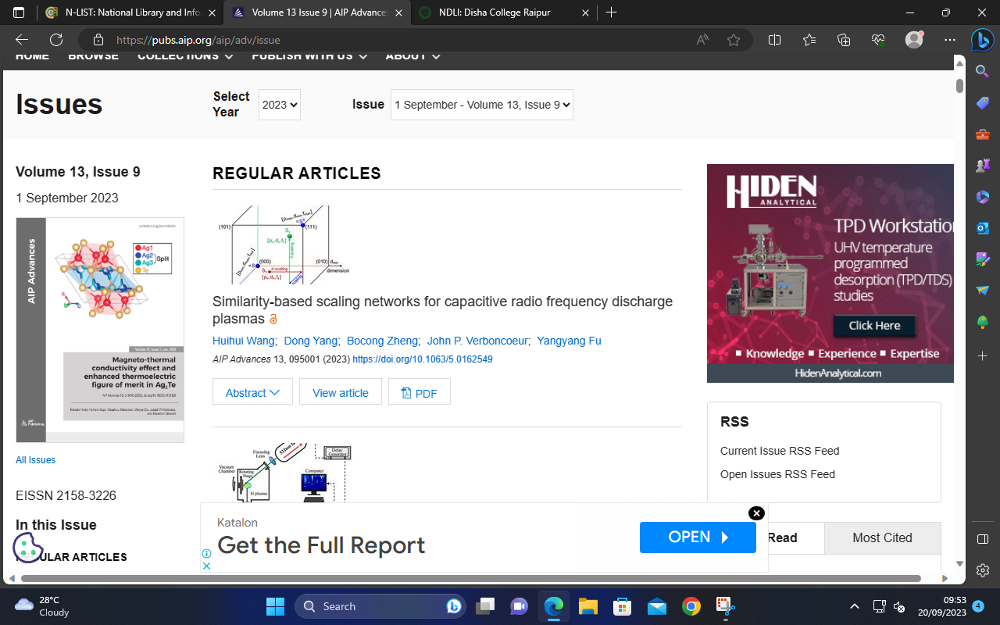 N-LIST: National Library and Info
Volume 13 Issue 9 | AIP Advances
NDLI: Disha College Raipur
https://pubs.aip.org/aip/adv/issue
HOME
BROWSE
COLLECTIONS
PUBLISH WITH US
ABOUT
Issues
Select Year
2023
Issue
1 September - Volume 13, Issue 9
Volume 13, Issue 9
1 September 2023
AIP Advances
Ag1
Ag2
Ag3
Split
Te
a
b
c
Magneto-thermal
conductivity effect and
enhanced thermoelectric
figure of merit in Ag2Te
AIP Publishing
All Issues
EISSN 2158-3226
In this Issue
ULAR ARTICLES
REGULAR ARTICLES
(101)
(111)
(000)
(010)
dimension
Similarity-based scaling networks for capacitive radio frequency discharge
plasmas
Huihui Wang; Dong Yang; Bocong Zheng; John P. Verboncoeur; Yangyang Fu
AIP Advances 13, 095001 (2023) https://doi.org/10.1063/5.0162549
Abstract
View article
PDF
Focusing
Lens
532nm
Delay
Generator
Vacuum
Chamber
Rotating
Stage
Computer
Si plasma
HIDEN
ANALYTICAL
TPD Workstation
UHV temperature
programmed
desorption (TPD/TDS)
studies
Click Here
Knowledge
Experience
Expertise
HidenAnalytical.com
RSS
Current Issue RSS Feed
Open Issues RSS Feed
Read
Most Cited
Katalon
Get the Full Report
OPEN
28°C
Cloudy
Search
09:53
20/09/2023
4